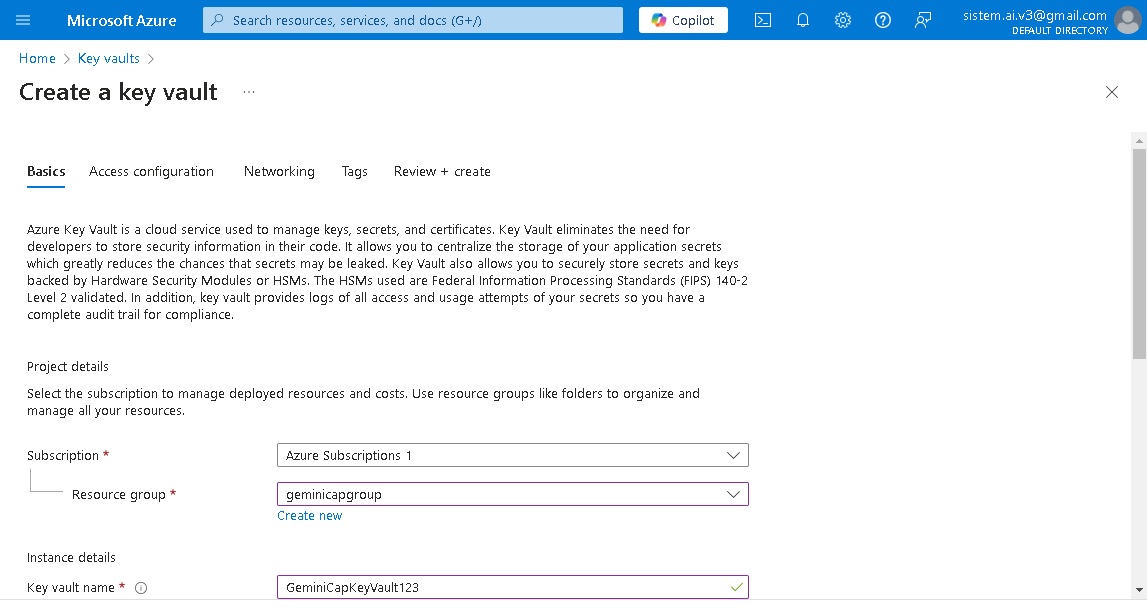 Microsoft Azure
Search resources, services, and docs (G+/)
Copilot
sistem.ai.v3@gmail.com
DEFAULT DIRECTORY
Home > Key vaults >
Create a key vault ...
Basics Access configuration Networking Tags Review + create
Azure Key Vault is a cloud service used to manage keys, secrets, and certificates. Key Vault eliminates the need for
developers to store security information in their code. It allows you to centralize the storage of your application secrets
which greatly reduces the chances that secrets may be leaked. Key Vault also allows you to securely store secrets and keys
backed by Hardware Security Modules or HSMs. The HSMs used are Federal Information Processing Standards (FIPS) 140-2
Level 2 validated. In addition, key vault provides logs of all access and usage attempts of your secrets so you have a
complete audit trail for compliance.
Project details
Select the subscription to manage deployed resources and costs. Use resource groups like folders to organize and
manage all your resources.
Subscription * Azure Subscriptions 1
Resource group * geminicapgroup
Create new
Instance details
Key vault name * GeminiCapKeyVault123